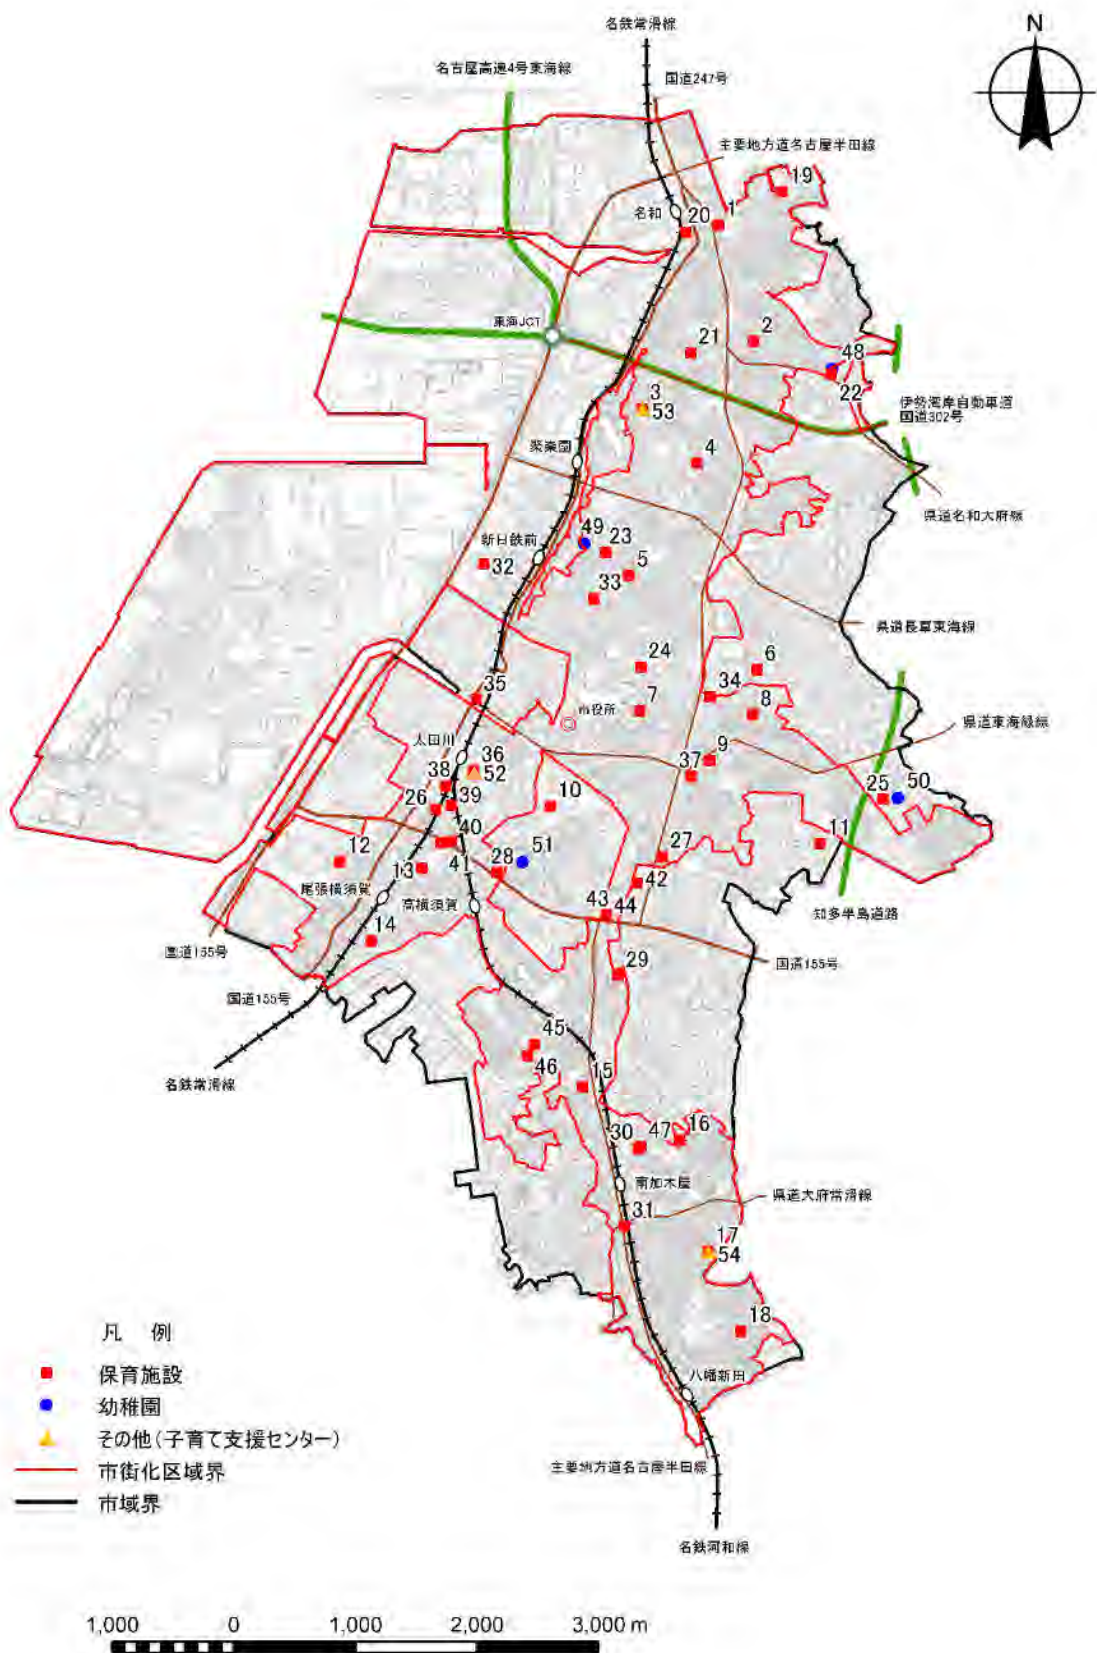 名鉄常滑線
N
名古屋高速4号東海線
国道247号
主要地方道名古屋半田線
19
名和
20
1
東海JCT
21
2
48
22
3
53
伊勢湾岸自動車道
国道302号
聚楽園
4
県道名和大府線
新日鉄前
49
23
32
5
33
県道長草東海線
24
6
35
7
34
8
市役所
県道東海緑線
太田川
36
52
37
9
38
39
26
10
25
50
40
12
13
41
28
51
27
11
尾張横須賀
高横須賀
42
43
44
知多半島道路
14
国道155号
29
国道155号
国道155号
45
46
15
名鉄常滑線
30
47
16
南加木屋
県道大府常滑線
31
17
54
18
凡 例
保育施設
幼稚園
その他(子育て支援センター)
市街化区域界
市域界
八幡新田
主要地方道名古屋半田線
名鉄河和線
1,000 0 1,000 2,000 3,000 m